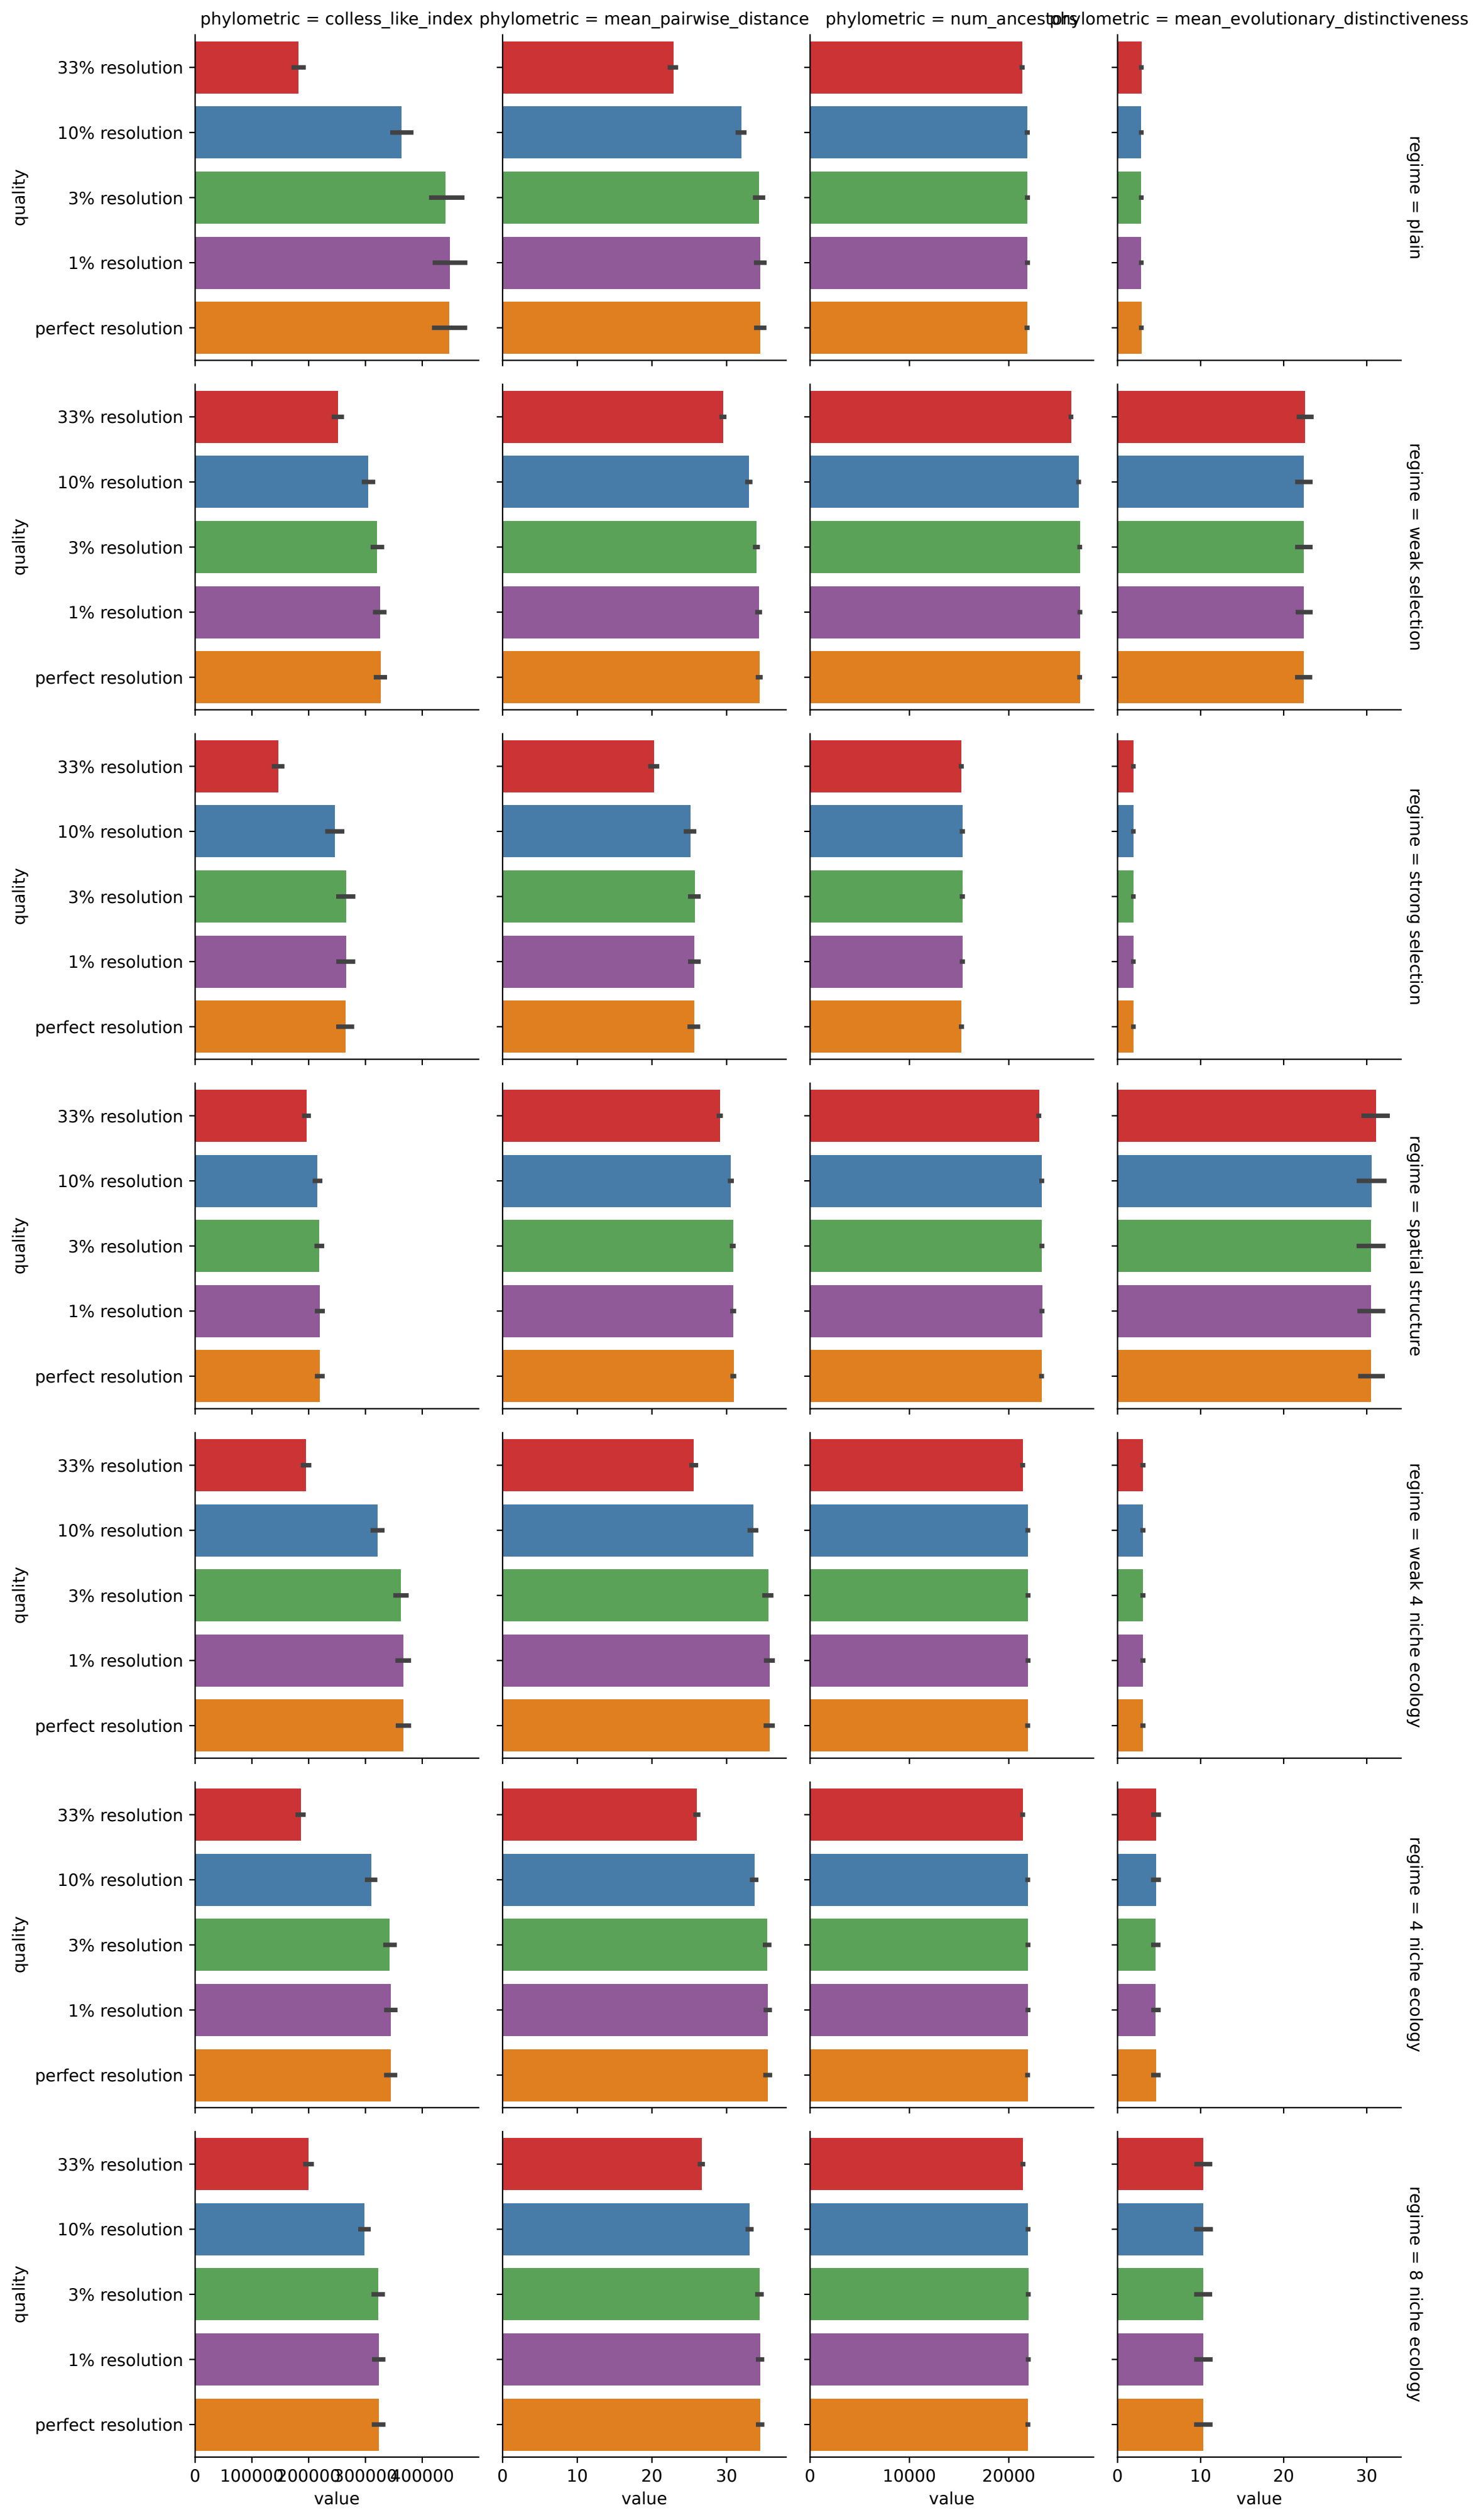 phylometric = colless_like_index
phylometric = mean_pairwise_distance
phylometric = num_ancestors
phylometric = mean_evolutionary_distinctiveness
33% resolution
10% resolution
3% resolution
1% resolution
perfect resolution
quality
regime = plain
33% resolution
10% resolution
3% resolution
1% resolution
perfect resolution
quality
regime = weak selection
33% resolution
10% resolution
3% resolution
1% resolution
perfect resolution
quality
regime = strong selection
33% resolution
10% resolution
3% resolution
1% resolution
perfect resolution
quality
regime = spatial structure
33% resolution
10% resolution
3% resolution
1% resolution
perfect resolution
quality
regime = weak 4 niche ecology
33% resolution
10% resolution
3% resolution
1% resolution
perfect resolution
quality
regime = 4 niche ecology
33% resolution
10% resolution
3% resolution
1% resolution
perfect resolution
quality
regime = 8 niche ecology
0 100000 200000 300000 400000
0 10 20 30
0 10000 20000
0 10 20 30
value
value
value
value